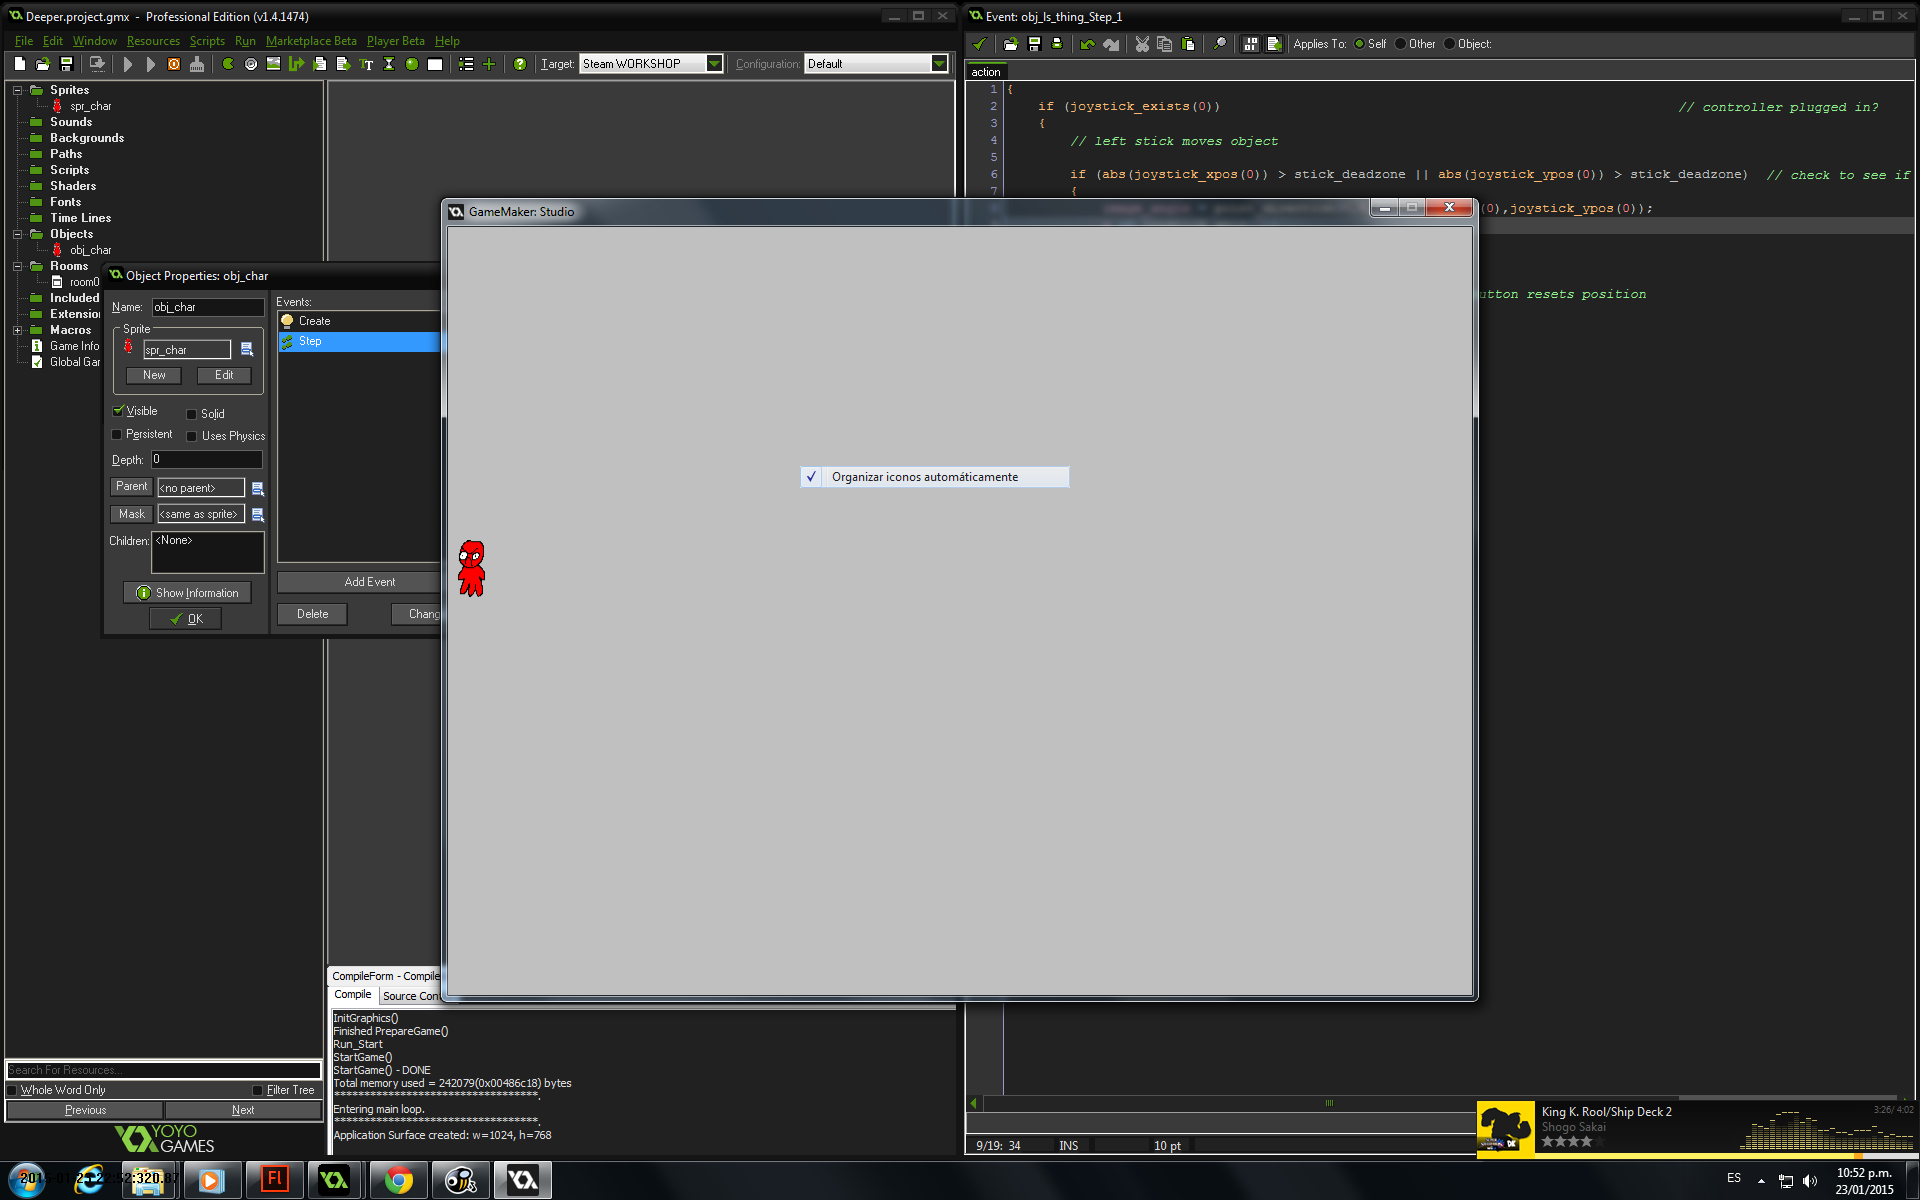 Deeper.project.gmx - Professional Edition (v1.4.1474)
File Edit Window Resources Scripts Run Marketplace Beta Player Beta Help
Target: Steam WORKSHOP Configuration: Default
Sprites
spr_char
Sounds
Backgrounds
Paths
Scripts
Shaders
Fonts
Time Lines
Objects
obj_char
Rooms
room0
Included
Extension
Macros
Game Info
Global Gar
Object Properties: obj_char
Name: obj_char
Sprite
spr_char
New Edit
Visible Solid
Persistent Uses Physics
Depth: 0
Parent <no parent>
Mask <same as sprite>
Children: <None>
Show Information
OK
Events:
Create
Step
Add Event
Delete Chang
GameMaker: Studio
✓ Organizar iconos automáticamente
Event: obj_ls_thing_Step_1
Applies To: Self Other Object:
action
1 {
2 if (joystick_exists(0)) // controller plugged in?
3 {
4 // left stick moves object
5
6 if (abs(joystick_xpos(0)) > stick_deadzone || abs(joystick_ypos(0)) > stick_deadzone) // check to see if
7 {
(0),joystick_ypos(0));
utton resets position
CompileForm - Compile
Compile Source Con
InitGraphics()
Finished PrepareGame()
Run_Start
StartGame()
StartGame() - DONE
Total memory used = 242079(0x00486c18) bytes
***********************************.
Entering main loop.
***********************************.
Application Surface created: w=1024, h=768
Search For Resources...
Whole Word Only Filter Tree
Previous Next
YOYO
GAMES
9/19: 34 INS 10 pt
King K. Rool/Ship Deck 2
Shogo Sakai
3:26/ 4:02
Fl
ES
10:52 p.m.
23/01/2015